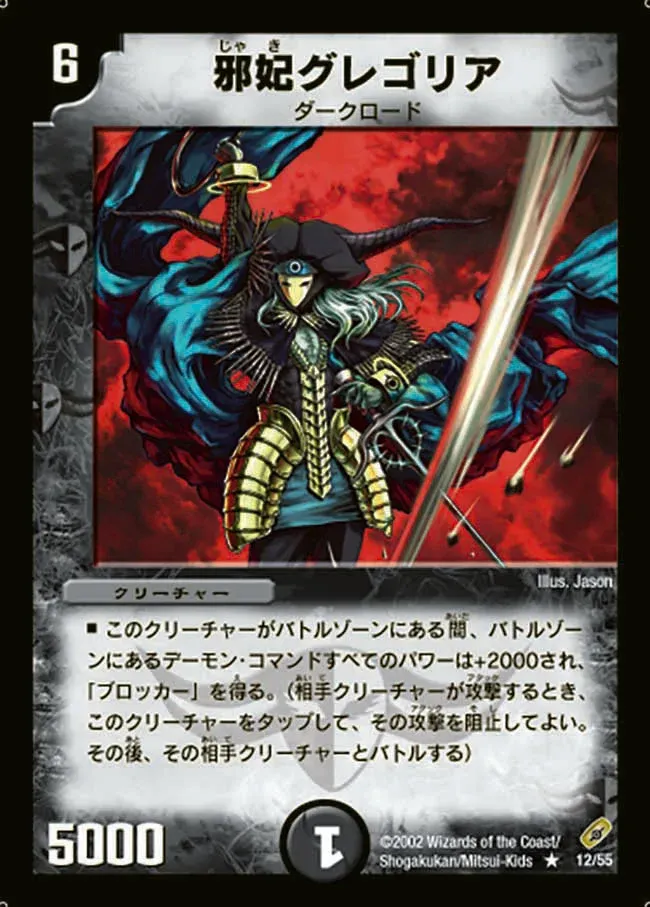 6
じゃ き
邪妃グレゴリア
ダークロード
Illus. Jason
クリーチャー
■ このクリーチャーがバトルゾーンにある間、バトルゾー
ンにあるデーモン・コマンドすべてのパワーは+2000され、
「ブロッカー」を得る。（相手クリーチャーが攻撃するとき、
このクリーチャーをタップして、その攻撃を阻止してよい。
その後、その相手クリーチャーとバトルする）
5000
1
©2002 Wizards of the Coast/
Shogakukan/Mitsui-Kids ★ 12/55